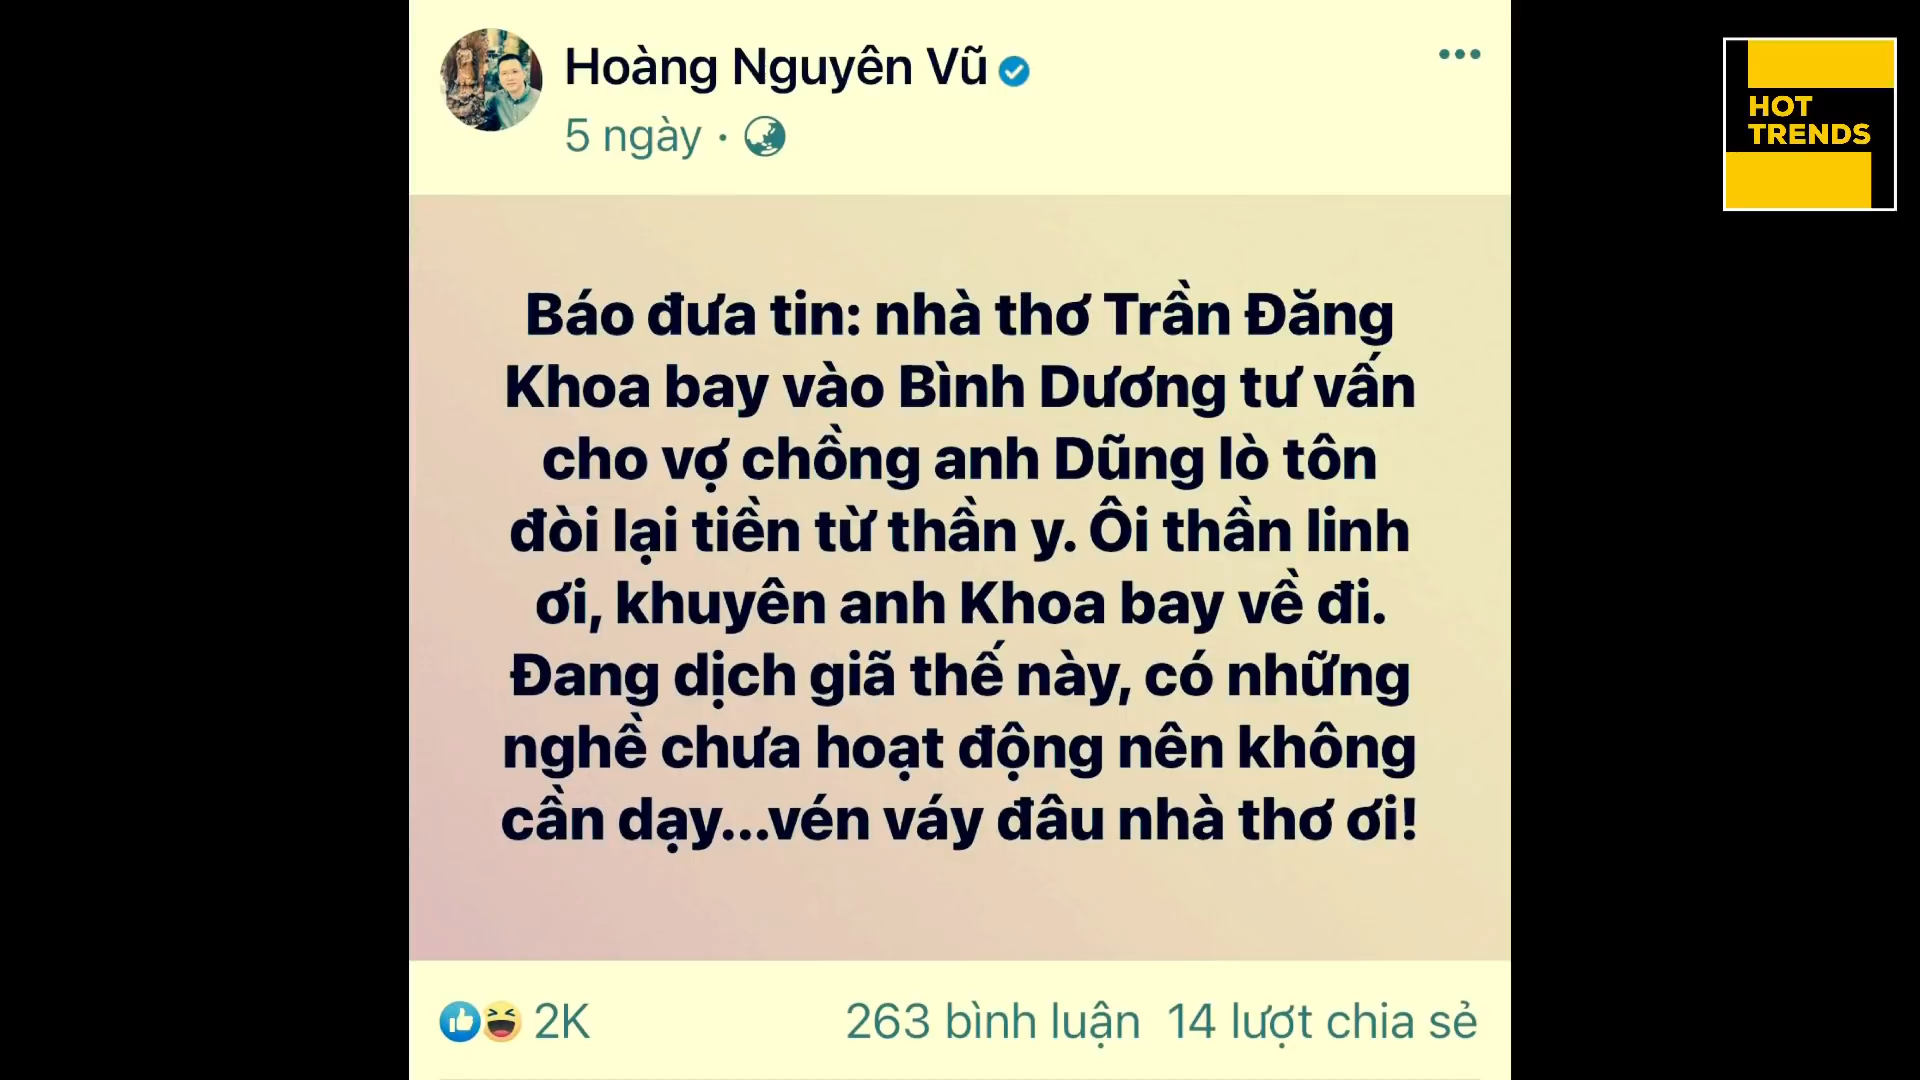 Hoàng Nguyên Vũ
5 ngày ·
HOT
TRENDS
Báo đưa tin: nhà thơ Trần Đăng
Khoa bay vào Bình Dương tư vấn
cho vợ chồng anh Dũng lò tôn
đòi lại tiền từ thần y. Ôi thần linh
ơi, khuyên anh Khoa bay về đi.
Đang dịch giã thế này, có những
nghề chưa hoạt động nên không
cần dạy...vén váy đâu nhà thơ ơi!
2K
263 bình luận 14 lượt chia sẻ